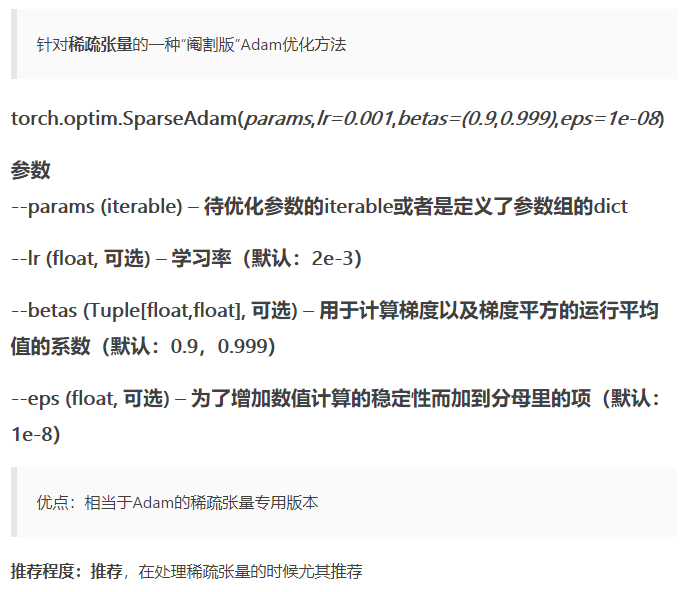 针对稀疏张量的一种“阉割版”Adam优化方法
torch.optim.SparseAdam(params,lr=0.001,betas=(0.9,0.999),eps=1e-08)
参数
--params (iterable) – 待优化参数的iterable或者是定义了参数组的dict
--lr (float, 可选) – 学习率（默认：2e-3）
--betas (Tuple[float,float], 可选) – 用于计算梯度以及梯度平方的运行平均
值的系数（默认：0.9，0.999）
--eps (float, 可选) – 为了增加数值计算的稳定性而加到分母里的项（默认：
1e-8）
优点：相当于Adam的稀疏张量专用版本
推荐程度：推荐，在处理稀疏张量的时候尤其推荐